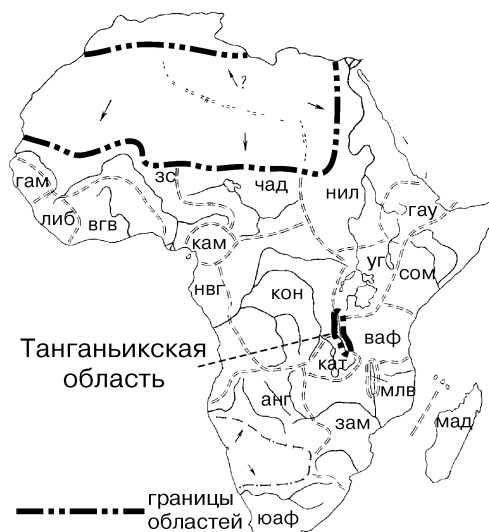 ?
гам
зс
чад
нил
гау
либ
вгв
кам
уг
сом
нвг
кон
Танганьикская
область
ваф
кат
млв
анг
зам
мад
границы
областей
юаф